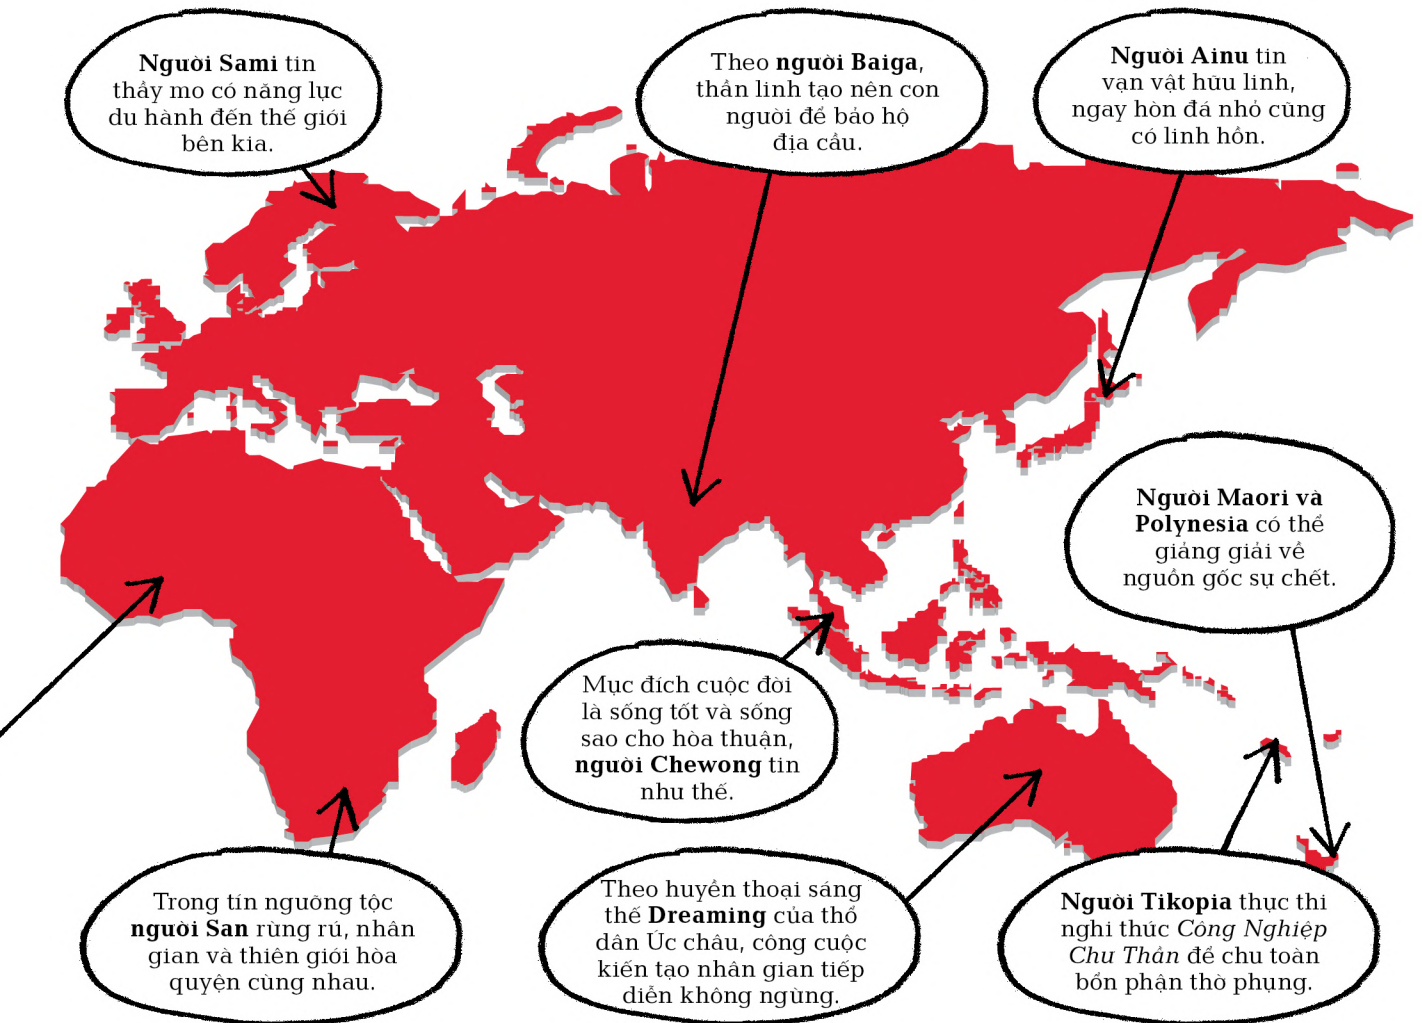 Người Sami tin
thầy mo có năng lực
du hành đến thế giới
bên kia.
Theo người Baiga,
thần linh tạo nên con
người để bảo hộ
địa cầu.
Người Ainu tin
vạn vật hữu linh,
ngay hòn đá nhỏ cũng
có linh hồn.
Người Maori và
Polynesia có thể
giảng giải về
nguồn gốc sự chết.
Mục đích cuộc đời
là sống tốt và sống
sao cho hòa thuận,
người Chewong tin
như thế.
Trong tín ngưỡng tộc
người San rừng rú, nhân
gian và thiên giới hòa
quyện cùng nhau.
Theo huyền thoại sáng
thế Dreaming của thổ
dân Úc châu, công cuộc
kiến tạo nhân gian tiếp
diễn không ngừng.
Người Tikopia thực thi
nghi thức Công Nghiệp
Chư Thần để chu toàn
bổn phận thờ phụng.